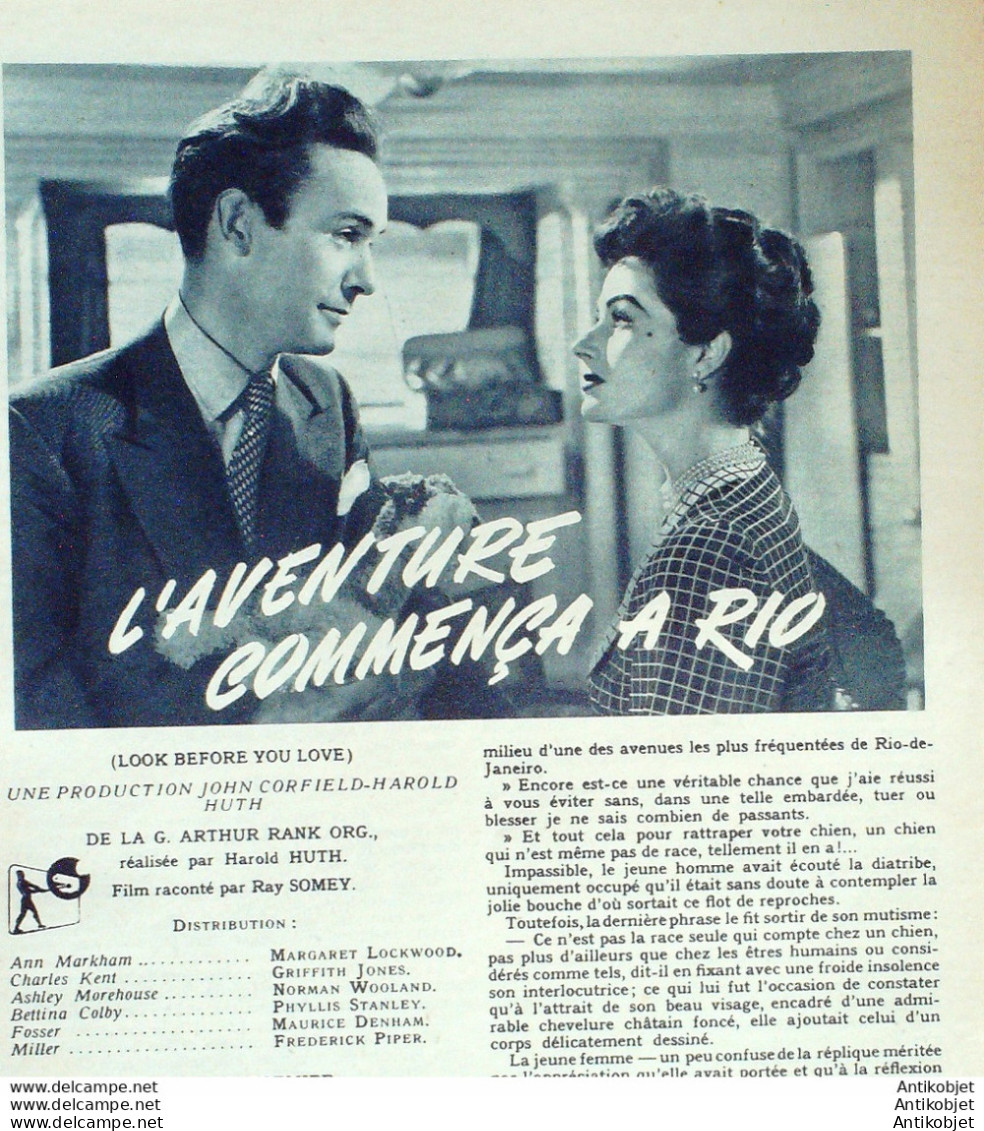 L'AVENTURE
COMMENÇA A RIO
(LOOK BEFORE YOU LOVE)
UNE PRODUCTION JOHN CORFIELD-HAROLD
HUTH
DE LA G. ARTHUR RANK ORG.,
réalisée par Harold HUTH.
Film raconté par Ray SOMEY.
DISTRIBUTION :
Ann Markham .............. MARGARET LOCKWOOD.
Charles Kent ................ GRIFFITH JONES.
Ashley Morehouse .......... NORMAN WOOLAND.
Bettina Colby ............... PHYLLIS STANLEY.
Fosser ...................... MAURICE DENHAM.
Miller ....................... FREDERICK PIPER.
milieu d'une des avenues les plus fréquentées de Rio-de-
Janeiro.
» Encore est-ce une véritable chance que j'aie réussi
à vous éviter sans, dans une telle embardée, tuer ou
blesser je ne sais combien de passants.
» Et tout cela pour rattraper votre chien, un chien
qui n'est même pas de race, tellement il en a!...
Impassible, le jeune homme avait écouté la diatribe,
uniquement occupé qu'il était sans doute à contempler la
jolie bouche d'où sortait ce flot de reproches.
Toutefois, la dernière phrase le fit sortir de son mutisme :
— Ce n'est pas la race seule qui compte chez un chien,
pas plus d'ailleurs que chez les êtres humains ou consi-
dérés comme tels, dit-il en fixant avec une froide insolence
son interlocutrice ; ce qui lui fut l'occasion de constater
qu'à l'attrait de son beau visage, encadré d'une admi-
rable chevelure châtain foncé, elle ajoutait celui d'un
corps délicatement dessiné.
La jeune femme — un peu confuse de la réplique méritée
par l'appréciation qu'elle avait portée et qu'à la réflexion
Antikobjet
Antikobjet
Antikobjet